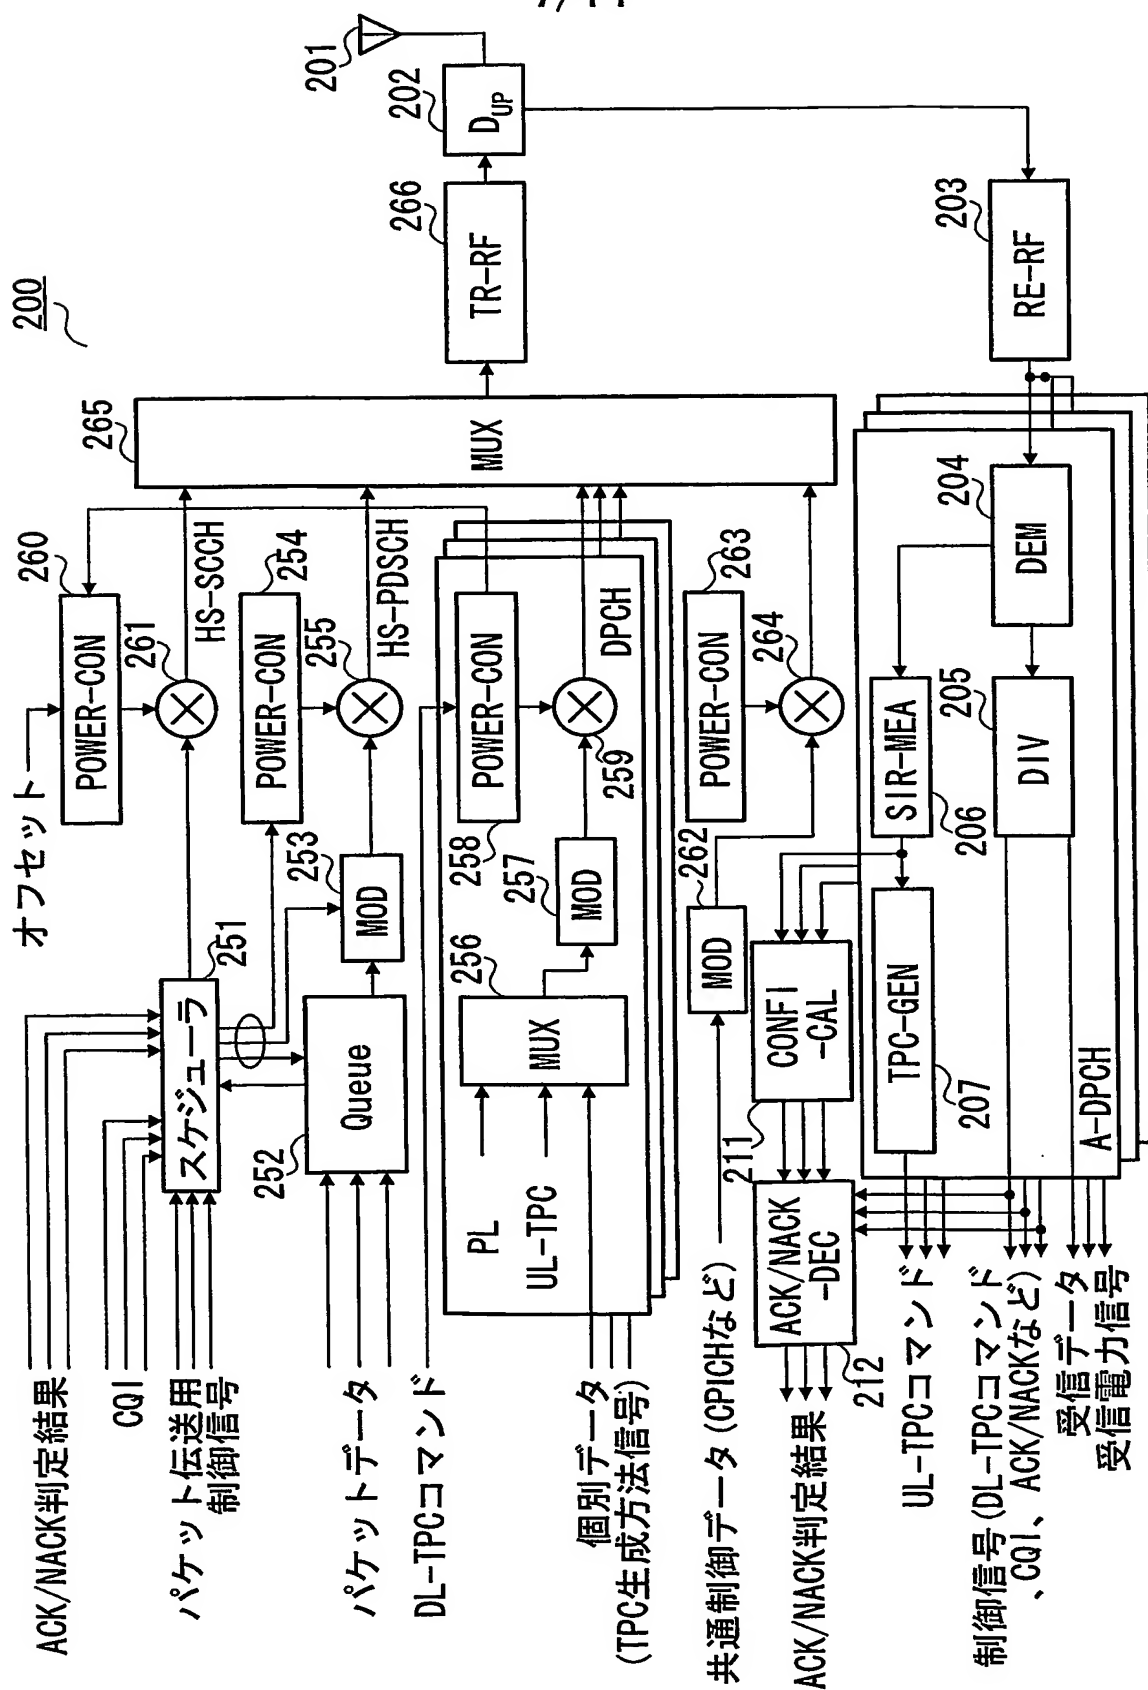 200
オフセット
260
POWER-CON
261
HS-SCCH
265
MUX
266
TR-RF
201
202
DUP
ACK/NACK判定結果
CQI
パケット伝送用
制御信号
スケジューラ
251
POWER-CON
254
255
HS-PDSCH
253
MOD
252
Queue
パケットデータ
DL-TPCコマンド
258
POWER-CON
259
DPCH
257
MOD
256
MUX
PL
UL-TPC
個別データ
(TPC生成方法信号)
263
POWER-CON
264
262
MOD
共通制御データ(CPICHなど)
203
RE-RF
204
DEM
205
DIV
SIR-MEA
206
CONFI
-CAL
211
TPC-GEN
207
A-DPCH
ACK/NACK
-DEC
212
ACK/NACK判定結果
UL-TPCコマンド
制御信号(DL-TPCコマンド
、CQI、ACK/NACKなど)
受信データ
受信電力信号